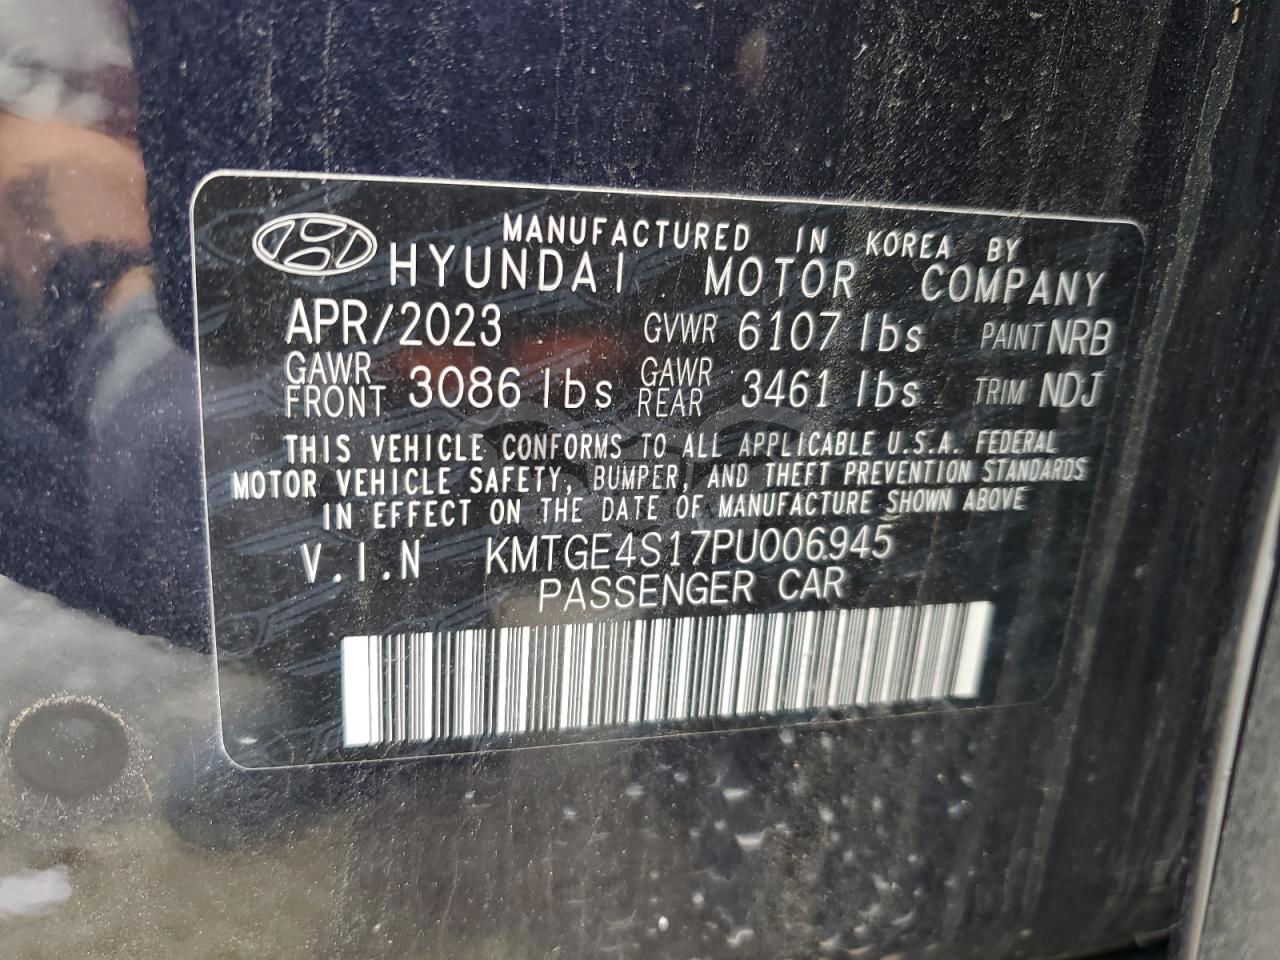 MANUFACTURED IN KOREA BY
HYUNDAI MOTOR COMPANY
APR/2023 GVWR 6107 lbs PAINT NRB
GAWR FRONT 3086 lbs GAWR REAR 3461 lbs TRIM NDJ
THIS VEHICLE CONFORMS TO ALL APPLICABLE U.S.A. FEDERAL
MOTOR VEHICLE SAFETY, BUMPER, AND THEFT PREVENTION STANDARDS
IN EFFECT ON THE DATE OF MANUFACTURE SHOWN ABOVE
V.I.N KMTGE4S17PU006945
PASSENGER CAR